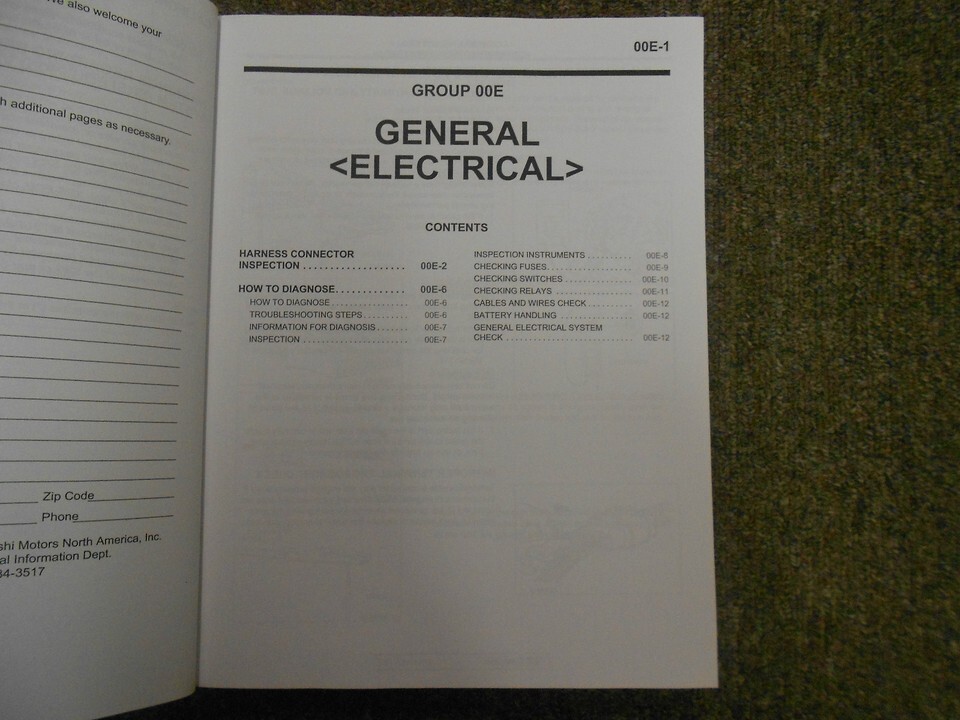 ve also welcome your
h additional pages as necessary.
Zip Code
Phone
shi Motors North America, Inc.
al Information Dept.
34-3517
00E-1
GROUP 00E
GENERAL
<ELECTRICAL>
CONTENTS
HARNESS CONNECTOR
INSPECTION . . . . . . . . . . . . . . . . . . . 00E-2
HOW TO DIAGNOSE. . . . . . . . . . . . . 00E-6
HOW TO DIAGNOSE . . . . . . . . . . . . . . . . 00E-6
TROUBLESHOOTING STEPS . . . . . . . . . 00E-6
INFORMATION FOR DIAGNOSIS . . . . . . . 00E-7
INSPECTION . . . . . . . . . . . . . . . . . . . . . . 00E-7
INSPECTION INSTRUMENTS . . . . . . . . . . 00E-8
CHECKING FUSES. . . . . . . . . . . . . . . . . . . 00E-9
CHECKING SWITCHES . . . . . . . . . . . . . . . 00E-10
CHECKING RELAYS . . . . . . . . . . . . . . . . . 00E-11
CABLES AND WIRES CHECK . . . . . . . . . . 00E-12
BATTERY HANDLING . . . . . . . . . . . . . . . . 00E-12
GENERAL ELECTRICAL SYSTEM
CHECK . . . . . . . . . . . . . . . . . . . . . . . . . . . . 00E-12